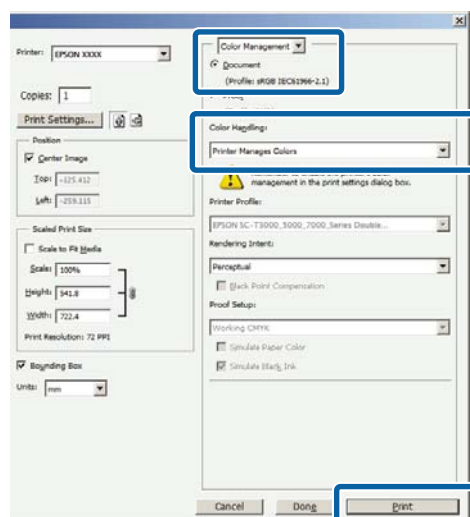 Printer: EPSON XXXX
Copies: 1
Print Settings...
Position
Center Image
Top: -125.412
Left: -259.115
Scaled Print Size
Scale to Fit Media
Scale: 100%
Height: 541.8
Width: 722.4
Print Resolution: 72 PPI
Bounding Box
Units: mm
Color Management
Document
(Profile: sRGB IEC61966-2.1)
Color Handling:
Printer Manages Colors
management in the print settings dialog box.
Printer Profile:
EPSON SC-T3000_5000_7000_Series Double...
Rendering Intent:
Perceptual
Black Point Compensation
Proof Setup:
Working CMYK
Simulate Paper Color
Simulate Black Ink
Cancel
Done
Print